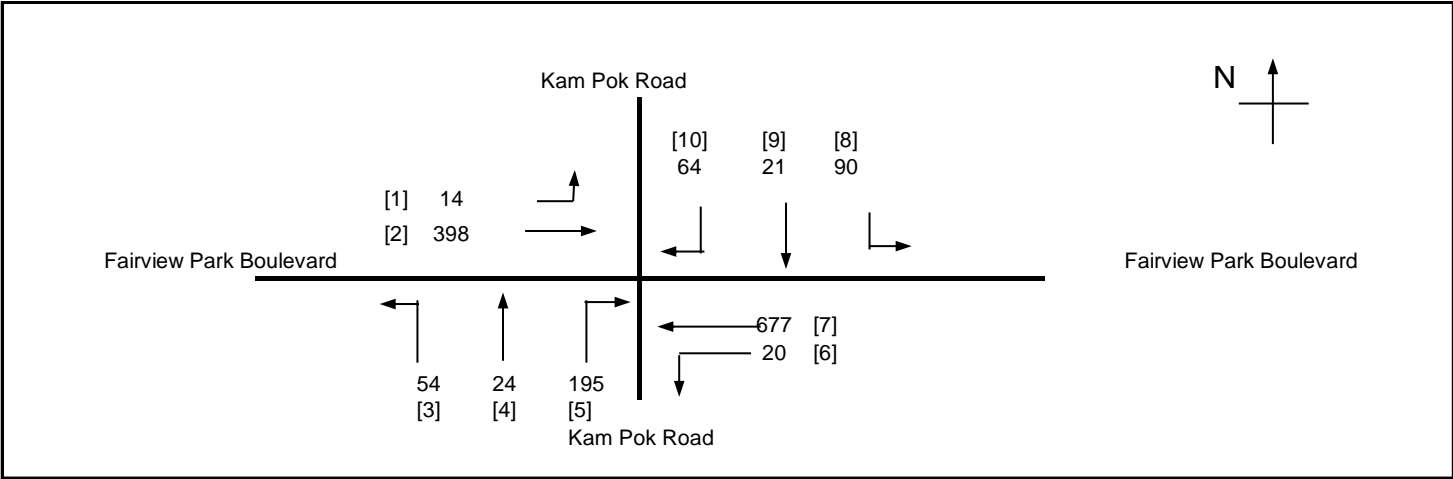 Kam Pok Road
N
[10] [9] [8]
64 21 90
[1] 14
[2] 398
Fairview Park Boulevard
Fairview Park Boulevard
677 [7]
20 [6]
54 24 195
[3] [4] [5]
Kam Pok Road